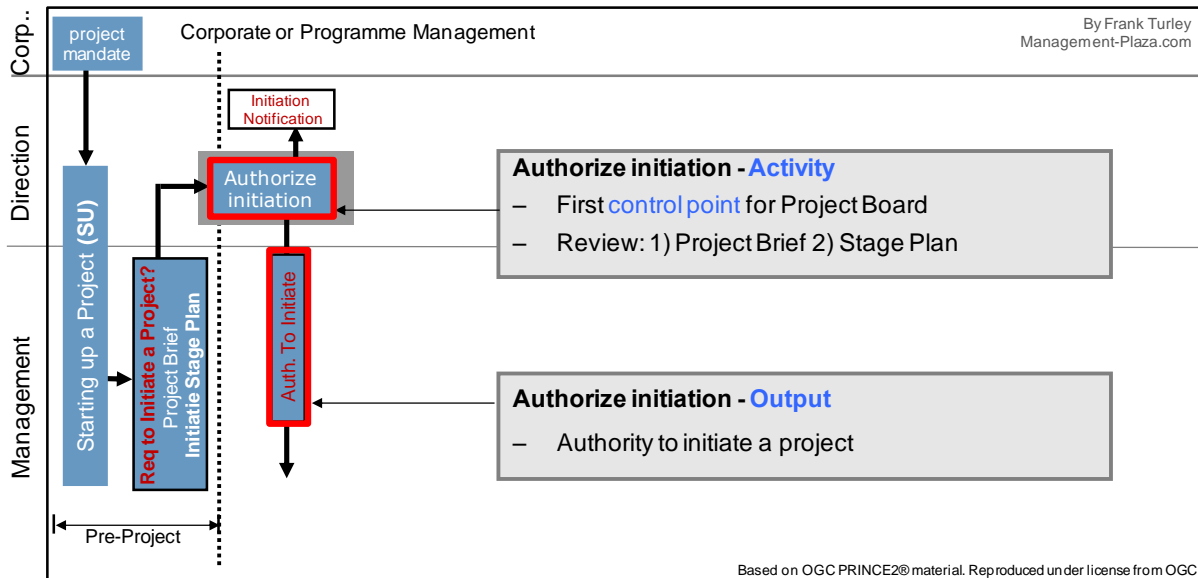 Corp..
project
mandate
Corporate or Programme Management
By Frank Turley
Management-Plaza.com
Direction
Initiation
Notification
Authorize
initiation
Authorize initiation - Activity
– First control point for Project Board
– Review: 1) Project Brief 2) Stage Plan
Management
Starting up a Project (SU)
Req to Initiate a Project?
Project Brief
Initiatie Stage Plan
Auth. To Initiate
Authorize initiation - Output
– Authority to initiate a project
Pre-Project
Based on OGC PRINCE2® material. Reproduced under license from OGC